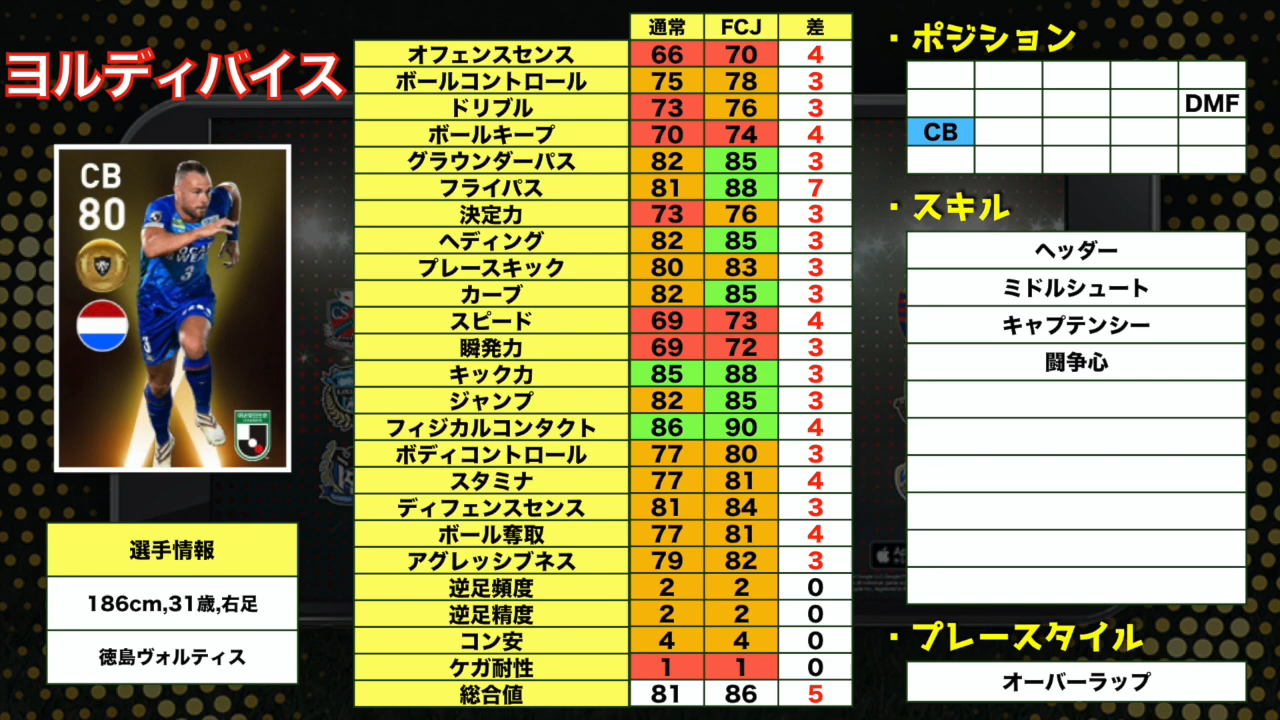 ヨルディバイス
CB
80
選手情報
186cm,31歳,右足
徳島ヴォルティス
通常 FCJ 差
オフェンスセンス 66 70 4
ボールコントロール 75 78 3
ドリブル 73 76 3
ボールキープ 70 74 4
グラウンダーパス 82 85 3
フライパス 81 88 7
決定力 73 76 3
ヘディング 82 85 3
プレースキック 80 83 3
カーブ 82 85 3
スピード 69 73 4
瞬発力 69 72 3
キック力 85 88 3
ジャンプ 82 85 3
フィジカルコンタクト 86 90 4
ボディコントロール 77 80 3
スタミナ 77 81 4
ディフェンスセンス 81 84 3
ボール奪取 77 81 4
アグレッシブネス 79 82 3
逆足頻度 2 2 0
逆足精度 2 2 0
コン安 4 4 0
ケガ耐性 1 1 0
総合値 81 86 5
・ポジション
DMF
CB
・スキル
ヘッダー
ミドルシュート
キャプテンシー
闘争心
・プレースタイル
オーバーラップ